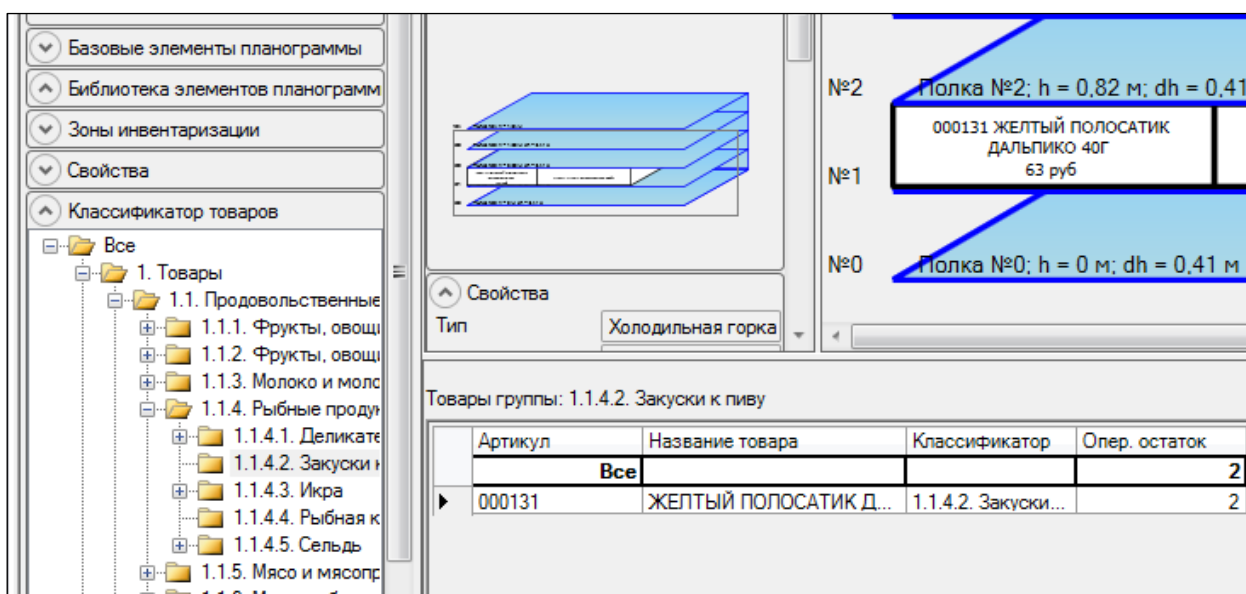 Базовые элементы планограммы
Библиотека элементов планограмм
Зоны инвентаризации
Свойства
Классификатор товаров
Все
1. Товары
1.1. Продовольственные
1.1.1. Фрукты, овощи
1.1.2. Фрукты, овощи
1.1.3. Молоко и моло
1.1.4. Рыбные продук
1.1.4.1. Деликате
1.1.4.2. Закуски к
1.1.4.3. Икра
1.1.4.4. Рыбная к
1.1.4.5. Сельдь
1.1.5. Мясо и мясопр
Свойства
Тип
Холодильная горка
№2
Полка №2; h = 0,82 м; dh = 0,41
000131 ЖЕЛТЫЙ ПОЛОСАТИК
ДАЛЬПИКО 40Г
63 руб
№1
№0
Полка №0; h = 0 м; dh = 0,41 м
Товары группы: 1.1.4.2. Закуски к пиву
Артикул Название товара Классификатор Опер. остаток
Все 2
000131 ЖЕЛТЫЙ ПОЛОСАТИК Д... 1.1.4.2. Закуски... 2